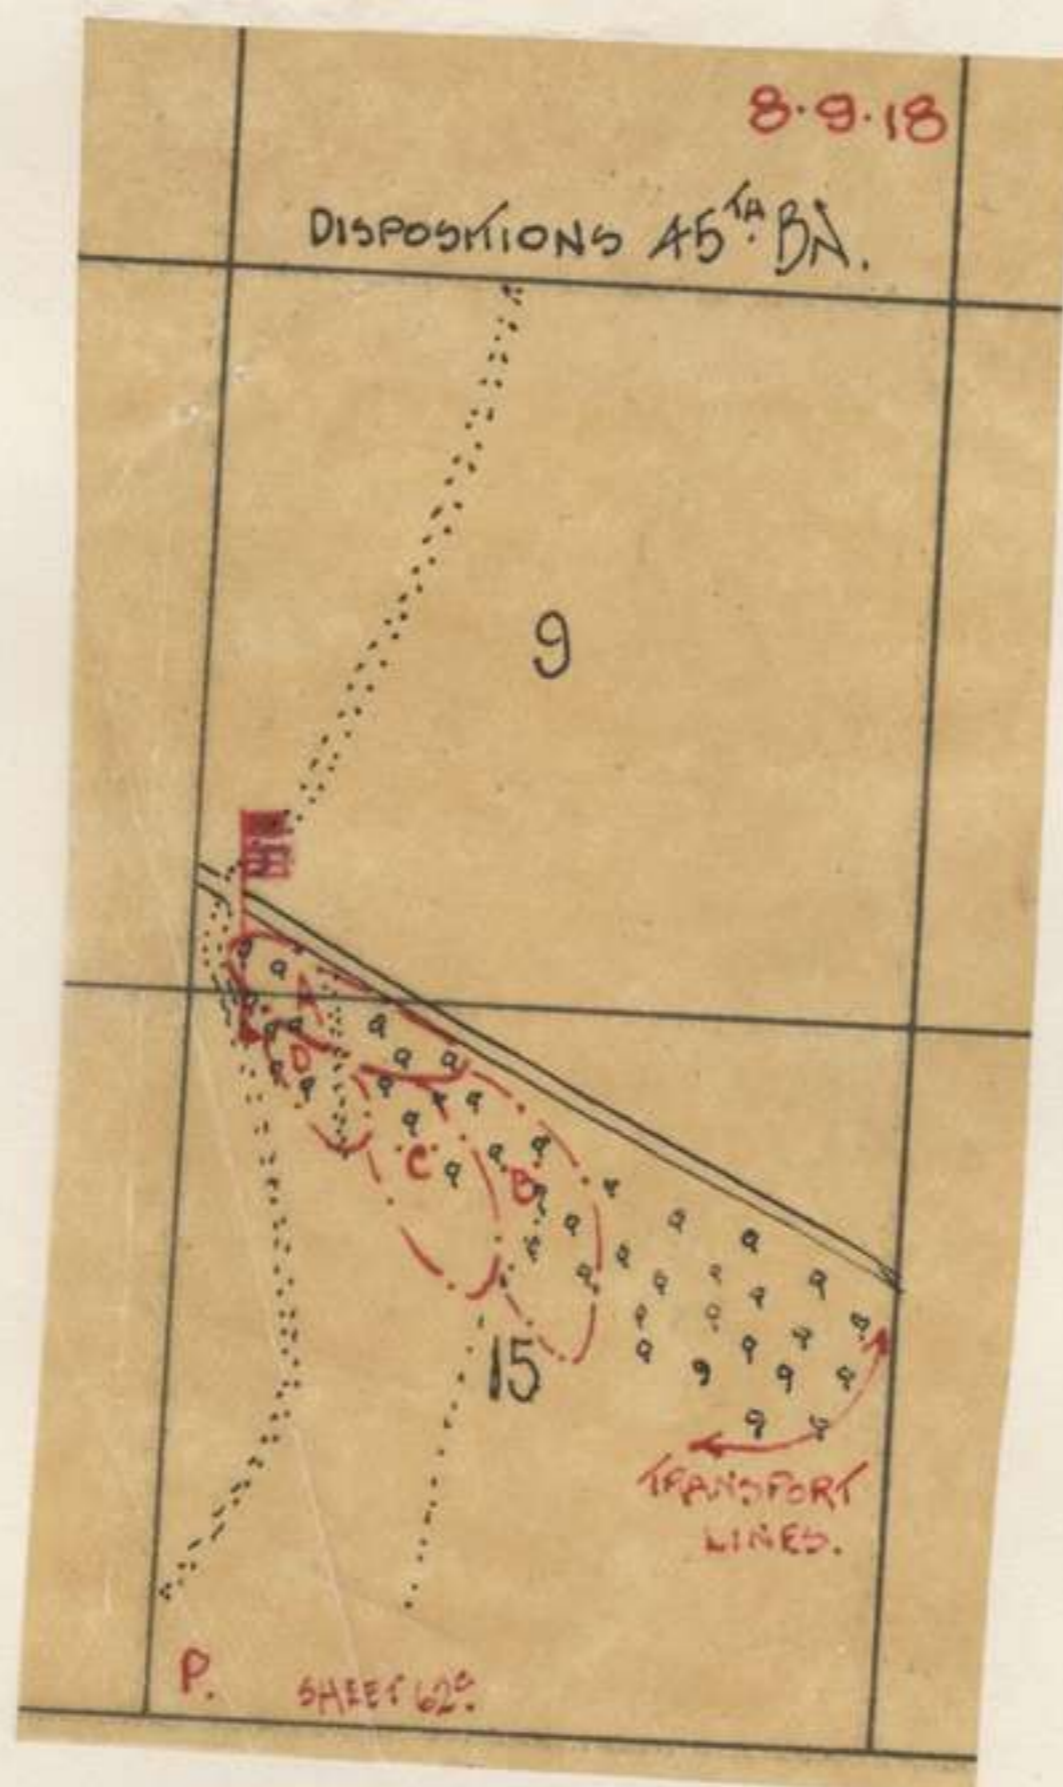 8.9.18
DISPOSITIONS 45TH BN.
9
A
D
C
B
15
TRANSPORT
LINES.
P.
SHEET 62C.